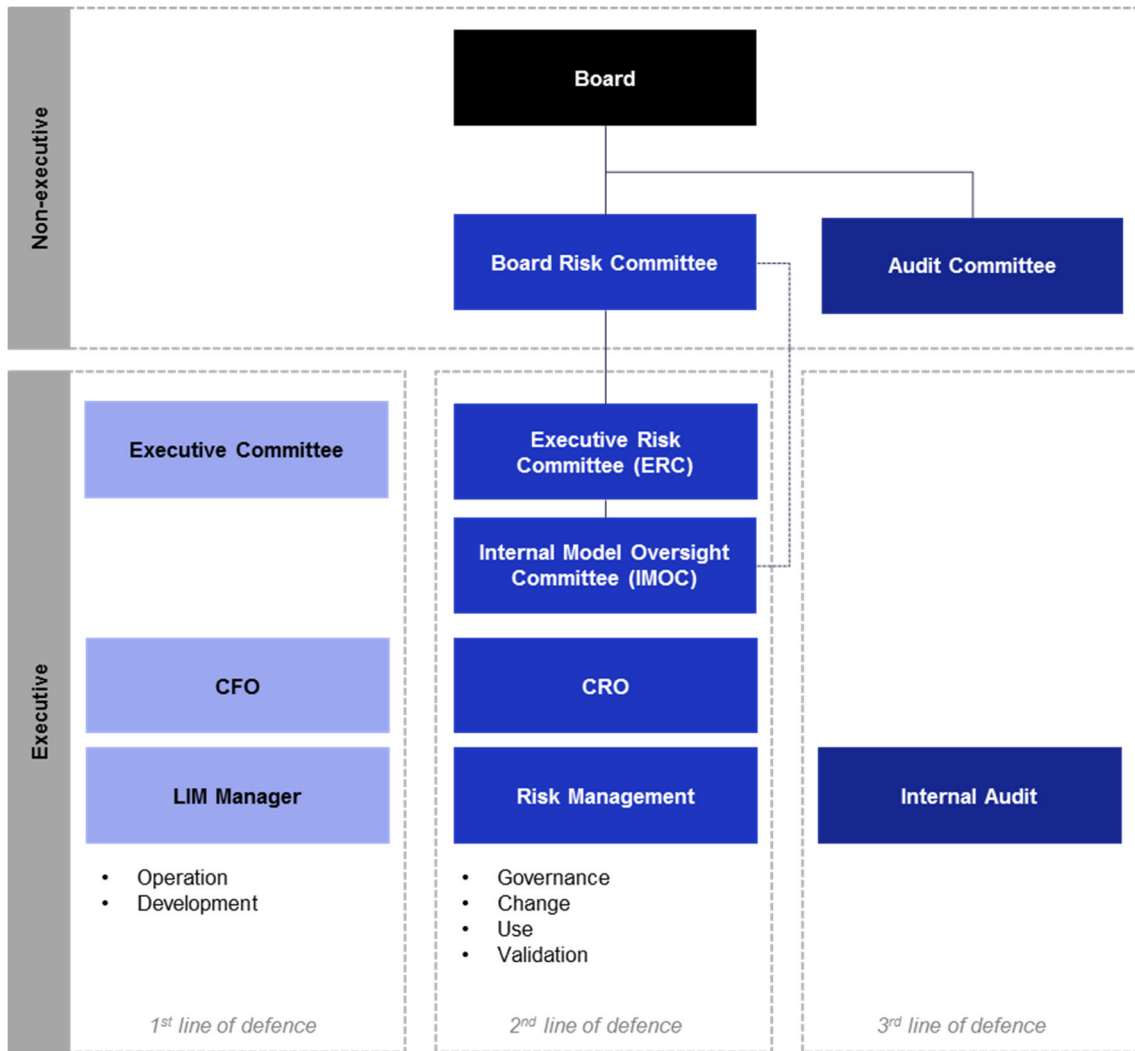 Non-executive
Board
Board Risk Committee
Audit Committee
Executive
Executive Committee
Executive Risk
Committee (ERC)
Internal Model Oversight
Committee (IMOC)
CFO
CRO
LIM Manager
Risk Management
Internal Audit
• Operation
• Development
• Governance
• Change
• Use
• Validation
1st line of defence
2nd line of defence
3rd line of defence